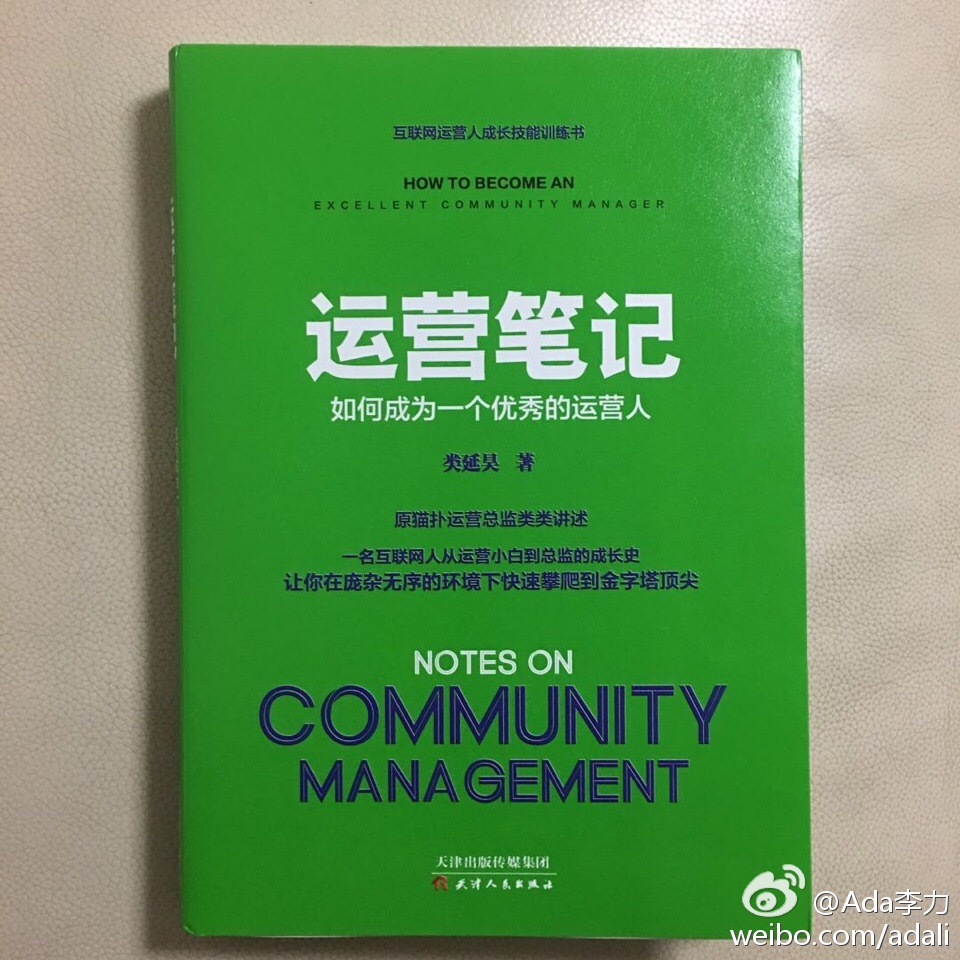 互联网运营人成长技能训练书
HOW TO BECOME AN
EXCELLENT COMMUNITY MANAGER
运营笔记
如何成为一个优秀的运营人
类延昊 著
原猫扑运营总监类类讲述
一名互联网人从运营小白到总监的成长史
让你在庞杂无序的环境下快速攀爬到金字塔顶尖
NOTES ON
COMMUNITY
MANAGEMENT
天津出版传媒集团
天津人民出版社
@Ada李力
weibo.com/adali